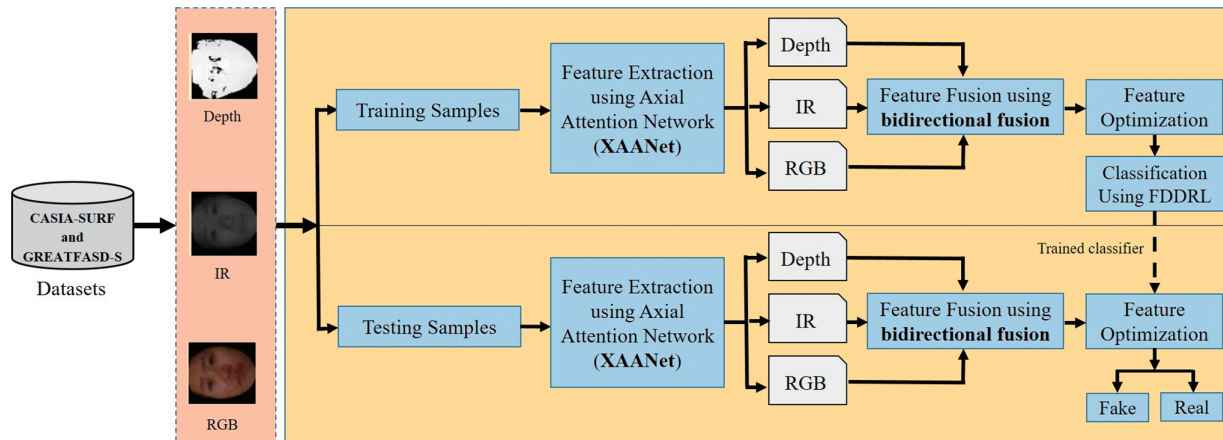 CASIA-SURF
and
GREATFASD-S
Datasets
Depth
IR
RGB
Training Samples
Feature Extraction
using Axial
Attention Network
(XAANet)
Depth
IR
RGB
Feature Fusion using
bidirectional fusion
Feature
Optimization
Classification
Using FDDRL
Trained classifier
Testing Samples
Feature Extraction
using Axial
Attention Network
(XAANet)
Depth
IR
RGB
Feature Fusion using
bidirectional fusion
Feature
Optimization
Fake
Real